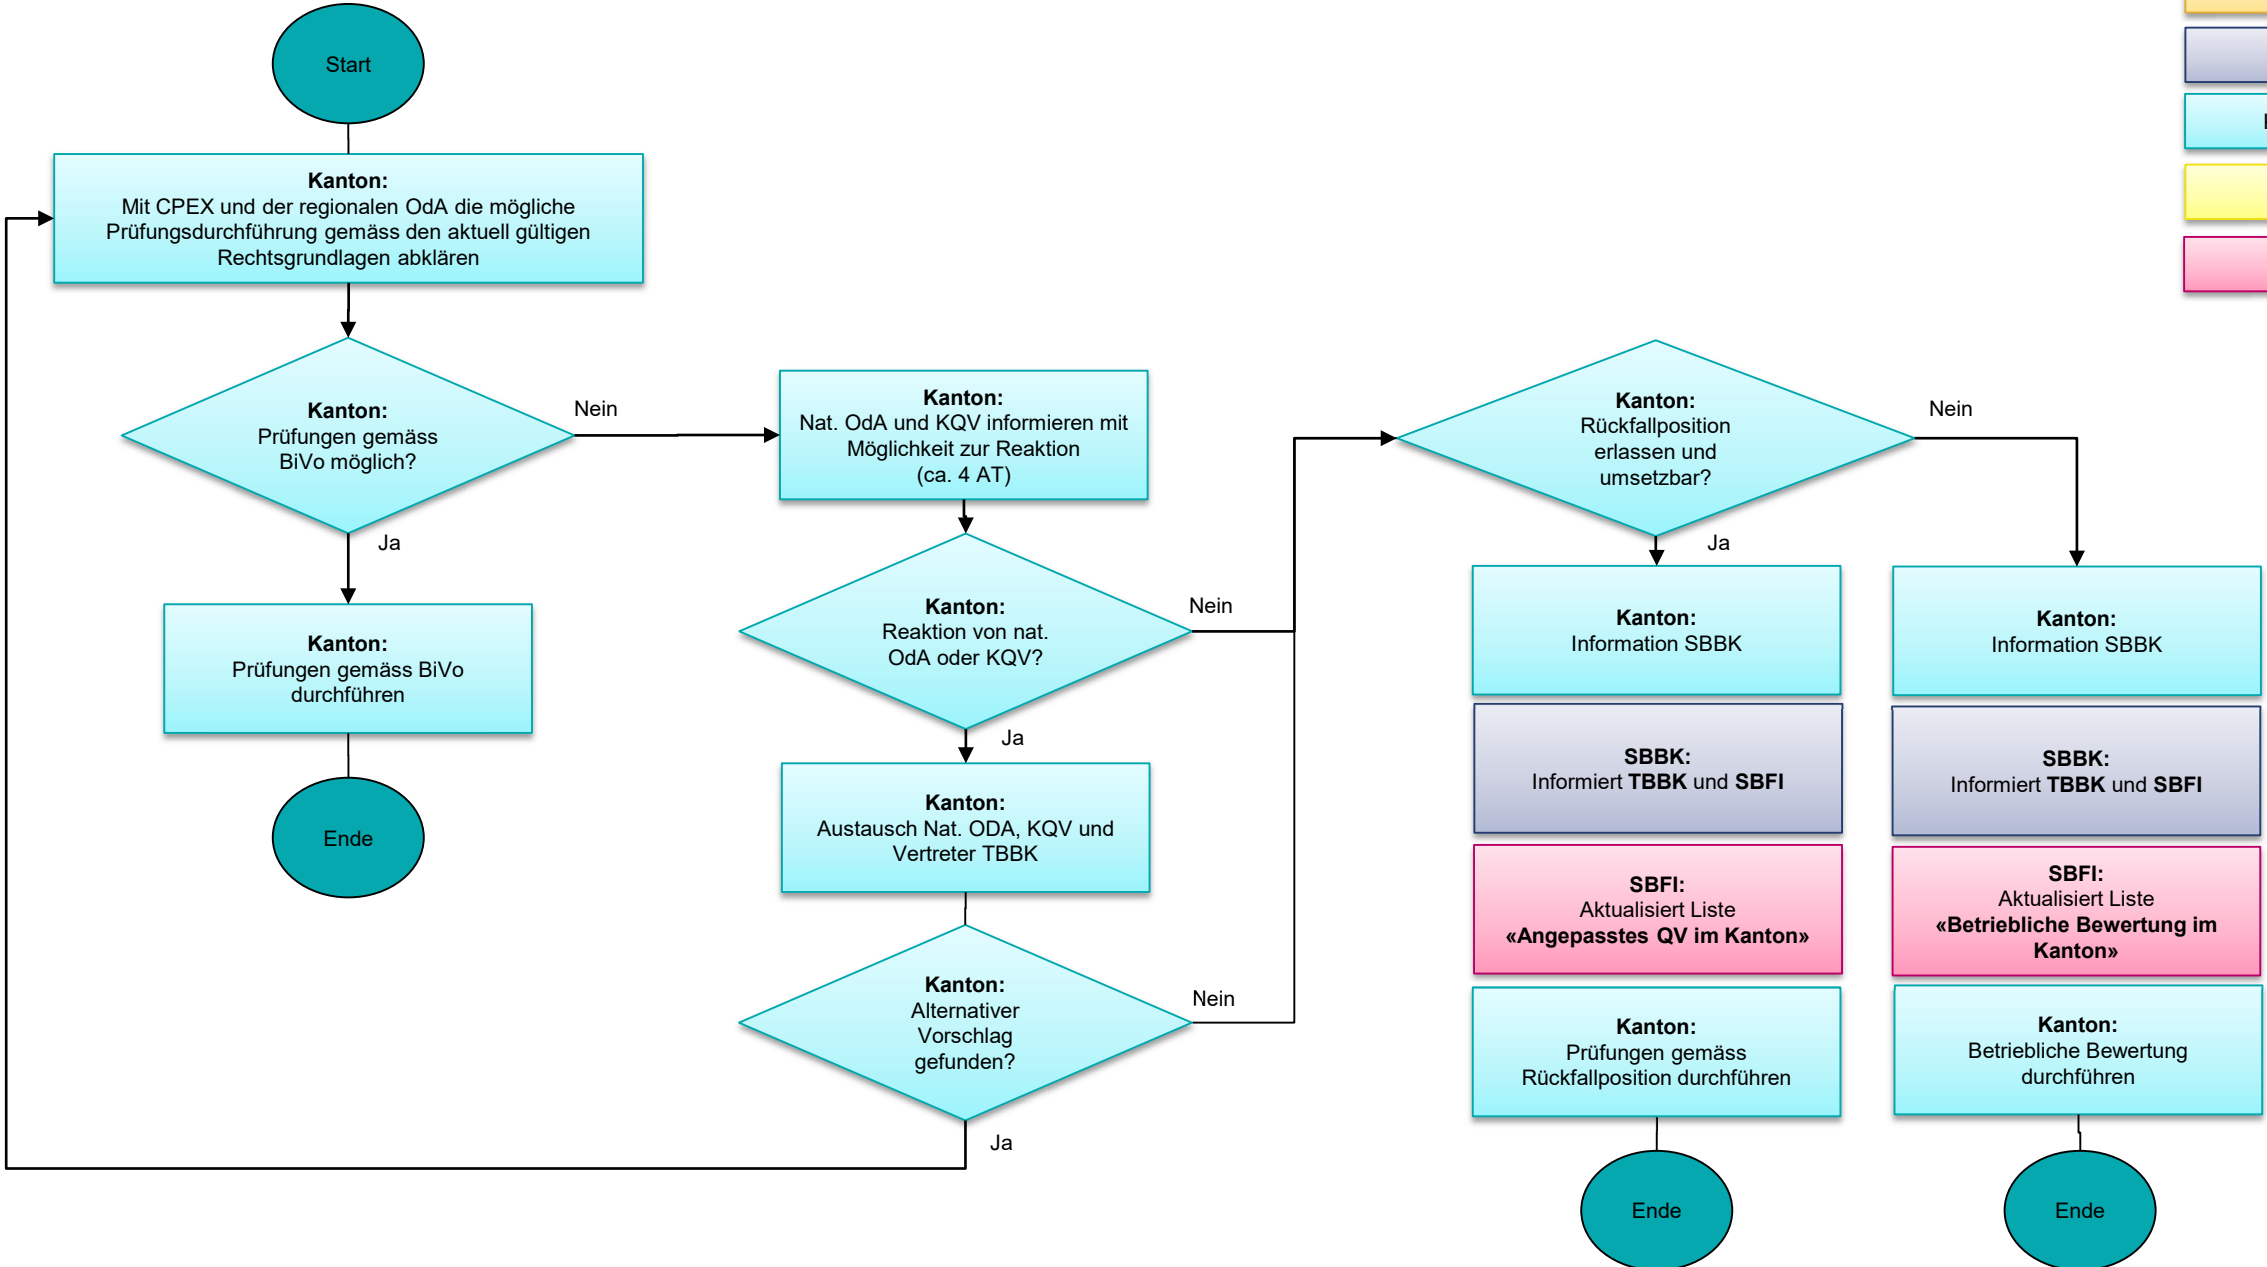 Start
Kanton:
Mit CPEX und der regionalen OdA die mögliche
Prüfungsdurchführung gemäss den aktuell gültigen
Rechtsgrundlagen abklären
Kanton:
Prüfungen gemäss
BiVo möglich?
Nein
Ja
Kanton:
Prüfungen gemäss BiVo
durchführen
Ende
Kanton:
Nat. OdA und KQV informieren mit
Möglichkeit zur Reaktion
(ca. 4 AT)
Kanton:
Reaktion von nat.
OdA oder KQV?
Nein
Ja
Kanton:
Austausch Nat. ODA, KQV und
Vertreter TBBK
Kanton:
Alternativer
Vorschlag
gefunden?
Nein
Ja
Kanton:
Rückfallposition
erlassen und
umsetzbar?
Nein
Ja
Kanton:
Information SBBK
SBBK:
Informiert TBBK und SBFI
SBFI:
Aktualisiert Liste
«Angepasstes QV im Kanton»
Kanton:
Prüfungen gemäss
Rückfallposition durchführen
Ende
Kanton:
Information SBBK
SBBK:
Informiert TBBK und SBFI
SBFI:
Aktualisiert Liste
«Betriebliche Bewertung im
Kanton»
Kanton:
Betriebliche Bewertung
durchführen
Ende